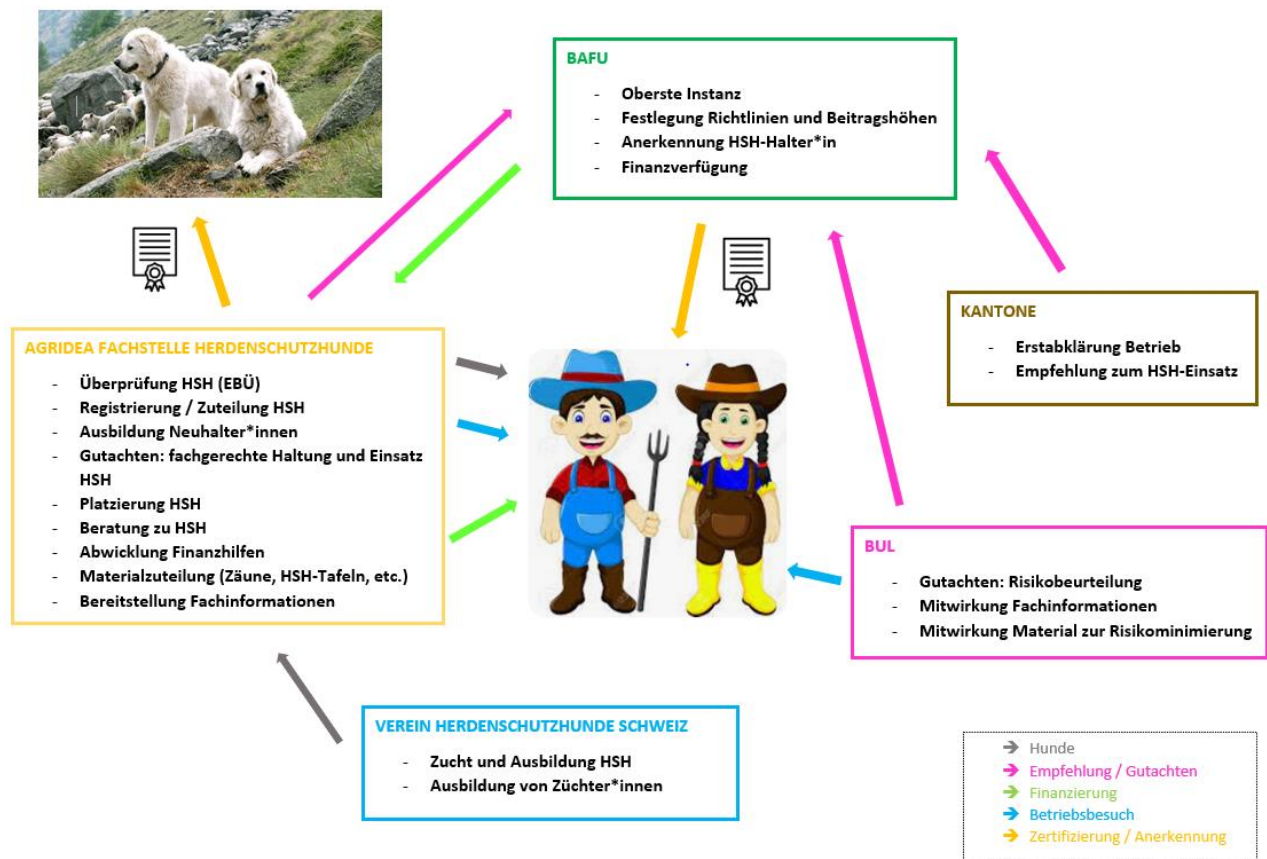 BAFU
- Oberste Instanz
- Festlegung Richtlinien und Beitragshöhen
- Anerkennung HSH-Halter*in
- Finanzverfügung
KANTONE
- Erstabklärung Betrieb
- Empfehlung zum HSH-Einsatz
AGRIDEA FACHSTELLE HERDENSCHUTZHUNDE
- Überprüfung HSH (EBÜ)
- Registrierung / Zuteilung HSH
- Ausbildung Neuhalter*innen
- Gutachten: fachgerechte Haltung und Einsatz
HSH
- Platzierung HSH
- Beratung zu HSH
- Abwicklung Finanzhilfen
- Materialzuteilung (Zäune, HSH-Tafeln, etc.)
- Bereitstellung Fachinformationen
BUL
- Gutachten: Risikobeurteilung
- Mitwirkung Fachinformationen
- Mitwirkung Material zur Risikominimierung
VEREIN HERDENSCHUTZHUNDE SCHWEIZ
- Zucht und Ausbildung HSH
- Ausbildung von Züchter*innen
Hunde
Empfehlung / Gutachten
Finanzierung
Betriebsbesuch
Zertifizierung / Anerkennung